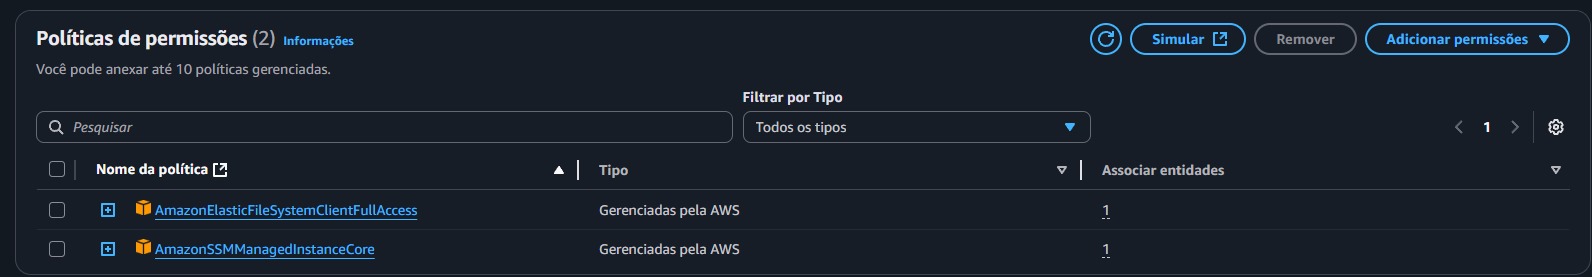 Políticas de permissões (2) Informações
Simular
Remover
Adicionar permissões
Você pode anexar até 10 políticas gerenciadas.
Filtrar por Tipo
Pesquisar
Todos os tipos
1
Nome da política
Tipo
Associar entidades
AmazonElasticFileSystemClientFullAccess
Gerenciadas pela AWS
1
AmazonSSMManagedInstanceCore
Gerenciadas pela AWS
1